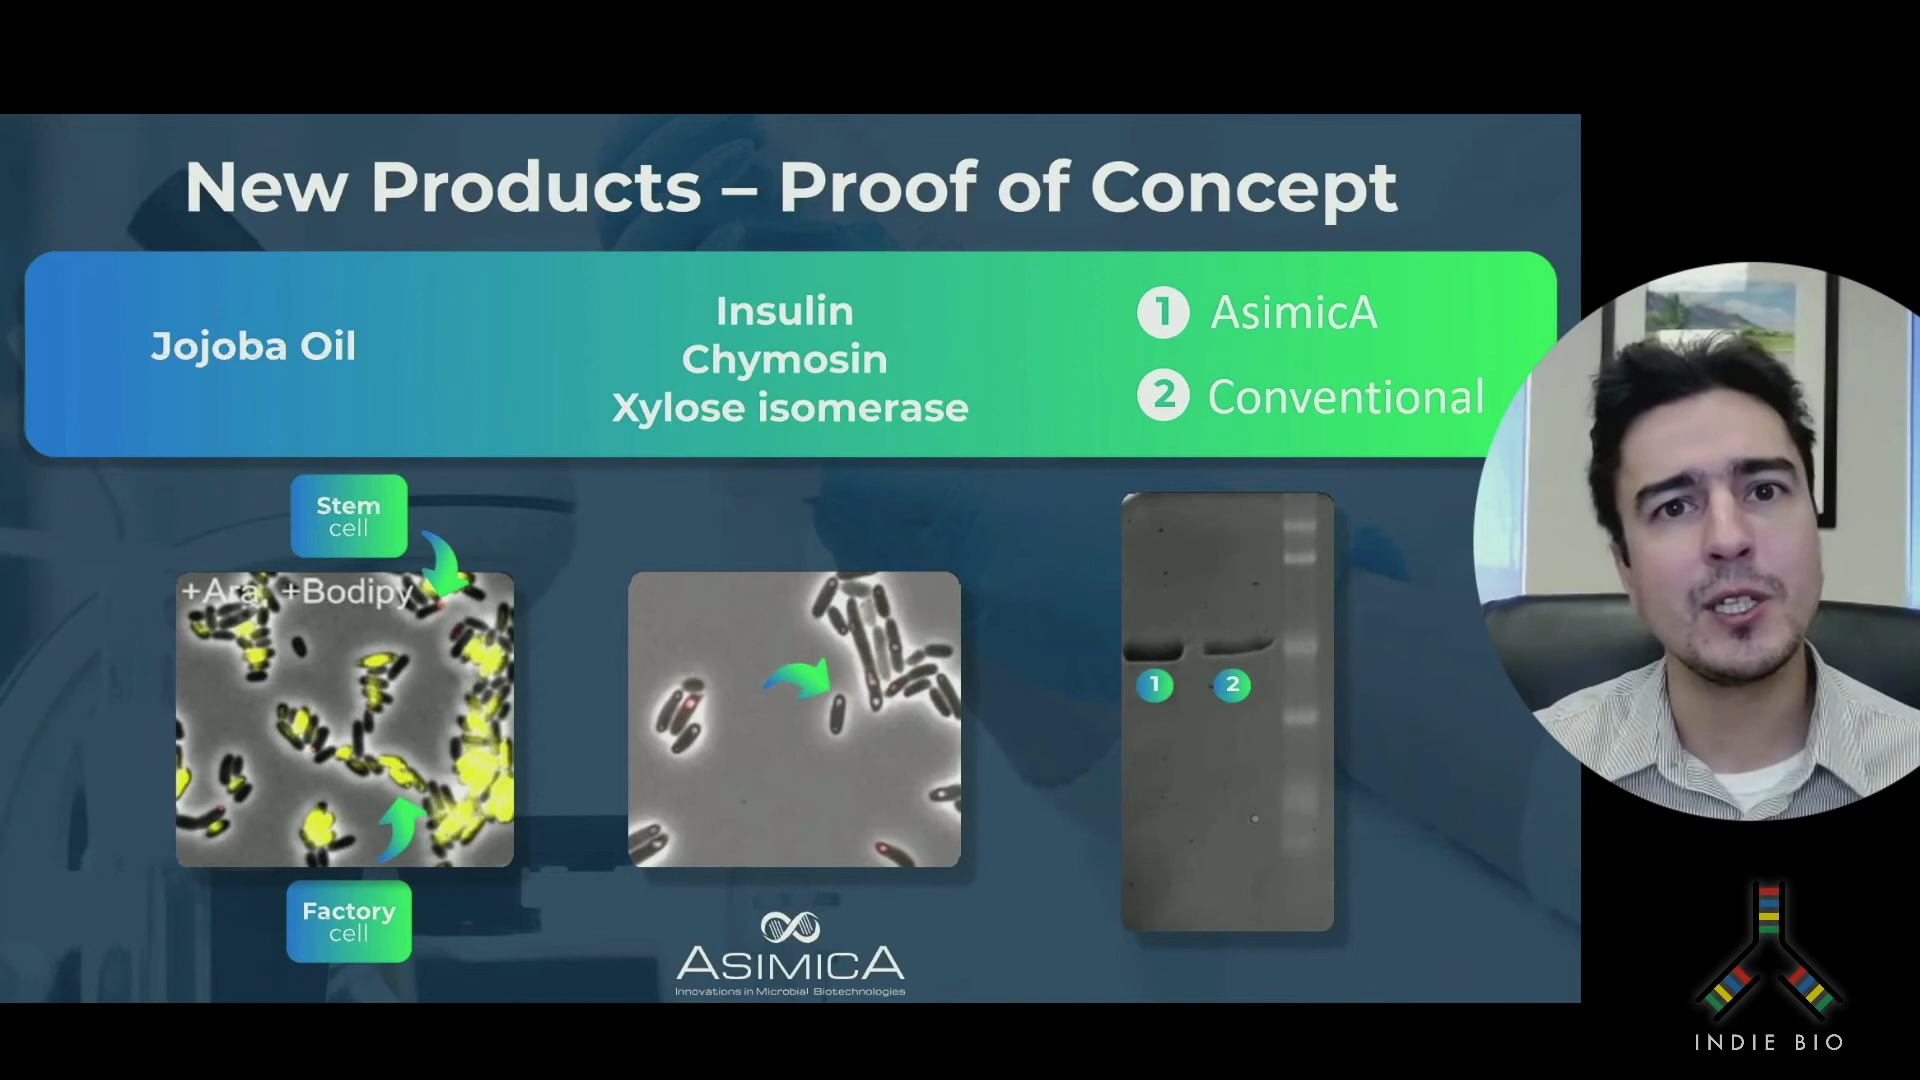 New Products – Proof of Concept
Jojoba Oil
Insulin
Chymosin
Xylose isomerase
1 AsimicA
2 Conventional
Stem
cell
+Ara +Bodipy
Factory
cell
1
2
ASIMICA
Innovations in Microbial Biotechnologies
INDIE BIO